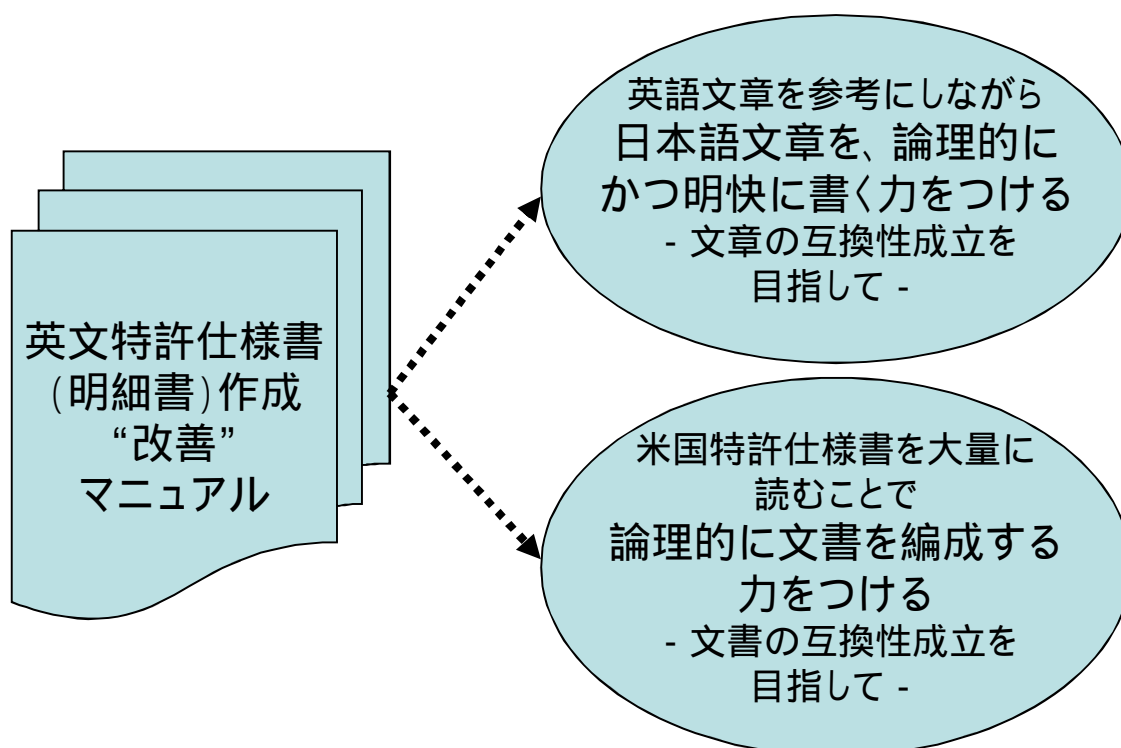 英文特許仕様書
(明細書)作成
“改善”
マニュアル
英語文章を参考にしながら
日本語文章を、論理的に
かつ明快に書く力をつける
- 文章の互換性成立を
目指して -
米国特許仕様書を大量に
読むことで
論理的に文書を編成する
力をつける
- 文書の互換性成立を
目指して -